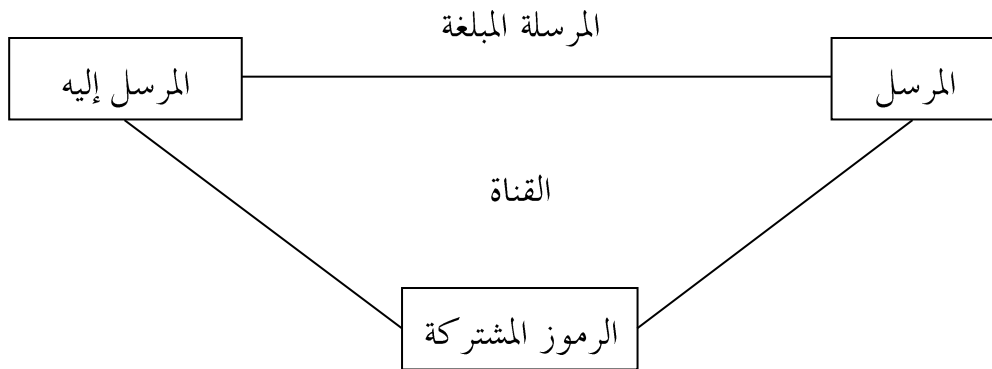 المرسلة المبلغة
المرسل
المرسل إليه
القناة
الرموز المشتركة